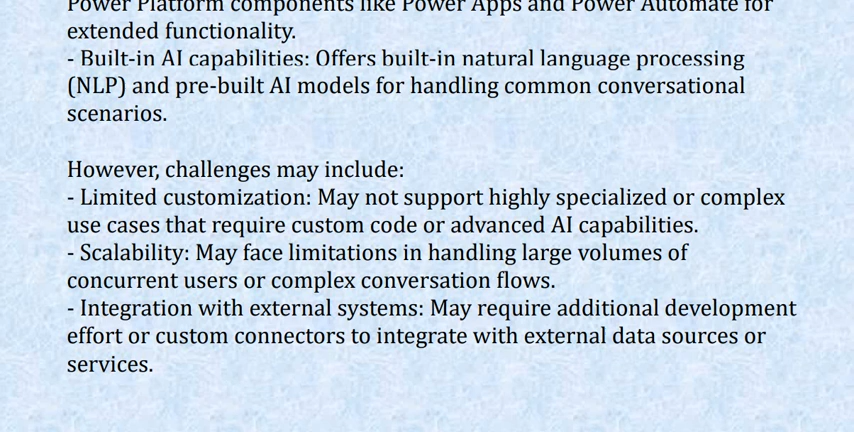 Power Platform components like Power Apps and Power Automate for
extended functionality.
- Built-in AI capabilities: Offers built-in natural language processing
(NLP) and pre-built AI models for handling common conversational
scenarios.
However, challenges may include:
- Limited customization: May not support highly specialized or complex
use cases that require custom code or advanced AI capabilities.
- Scalability: May face limitations in handling large volumes of
concurrent users or complex conversation flows.
- Integration with external systems: May require additional development
effort or custom connectors to integrate with external data sources or
services.